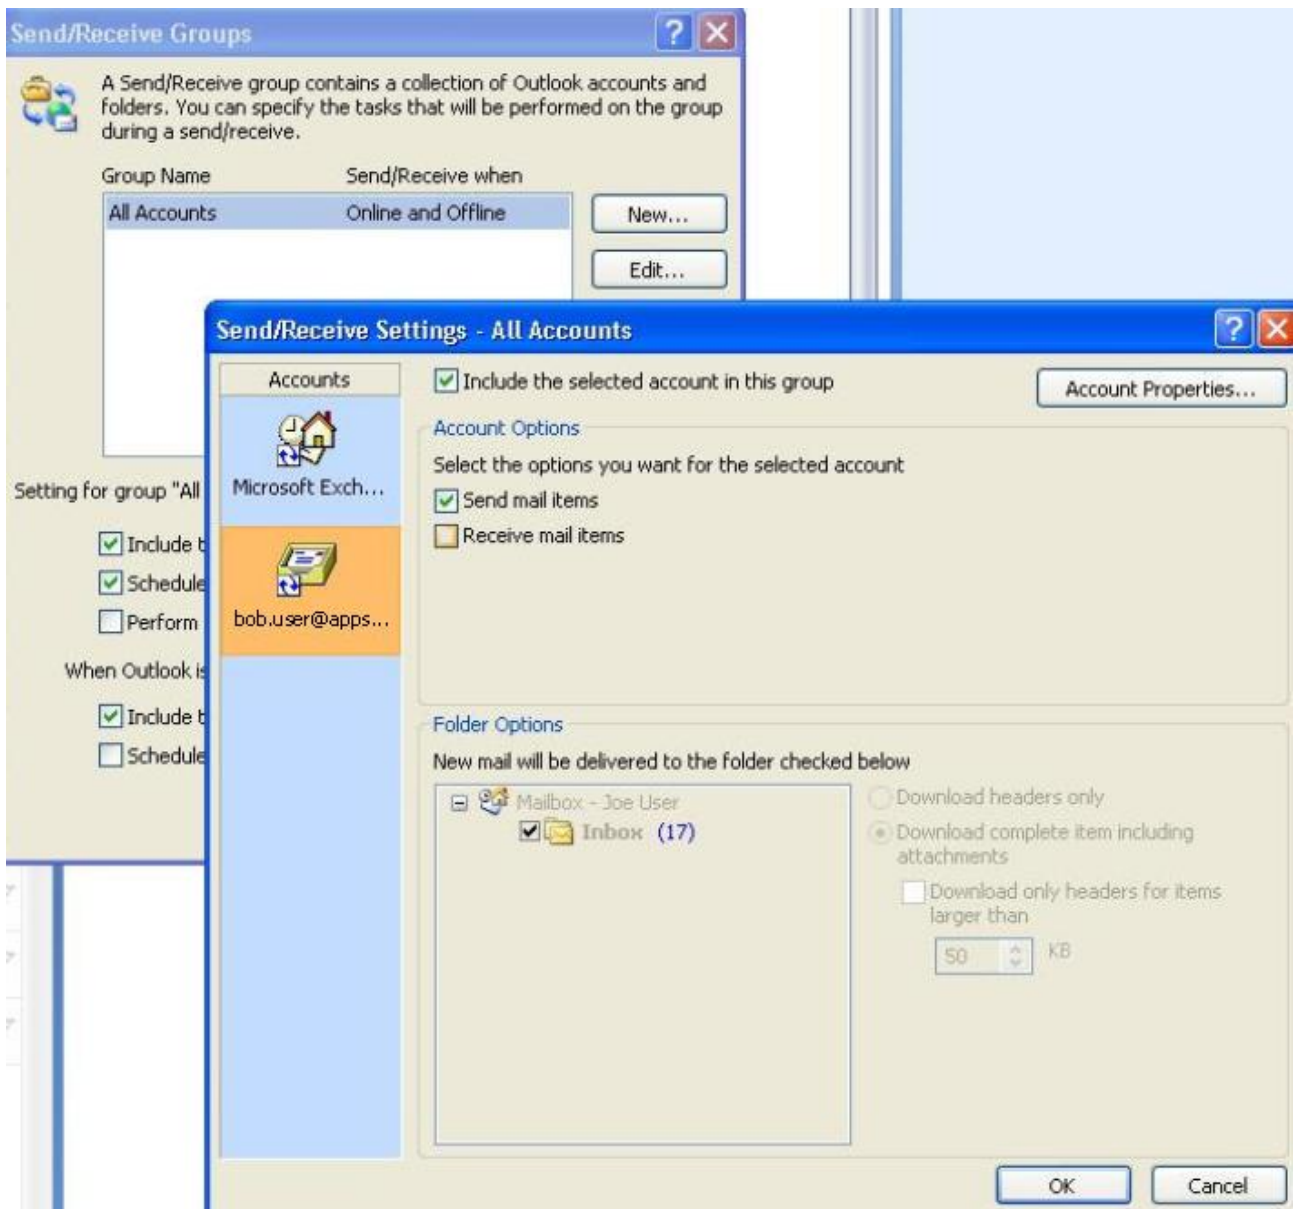 Send/Receive Groups
A Send/Receive group contains a collection of Outlook accounts and
folders. You can specify the tasks that will be performed on the group
during a send/receive.
Group Name Send/Receive when
All Accounts Online and Offline
New...
Edit...
Setting for group "All
Include t
Schedule
Perform
When Outlook is
Include t
Schedule
Send/Receive Settings - All Accounts
Accounts
Microsoft Exch...
bob.user@apps...
Include the selected account in this group
Account Properties...
Account Options
Select the options you want for the selected account
Send mail items
Receive mail items
Folder Options
New mail will be delivered to the folder checked below
Mailbox - Joe User
Inbox (17)
Download headers only
Download complete item including
attachments
Download only headers for items
larger than
50 KB
OK
Cancel